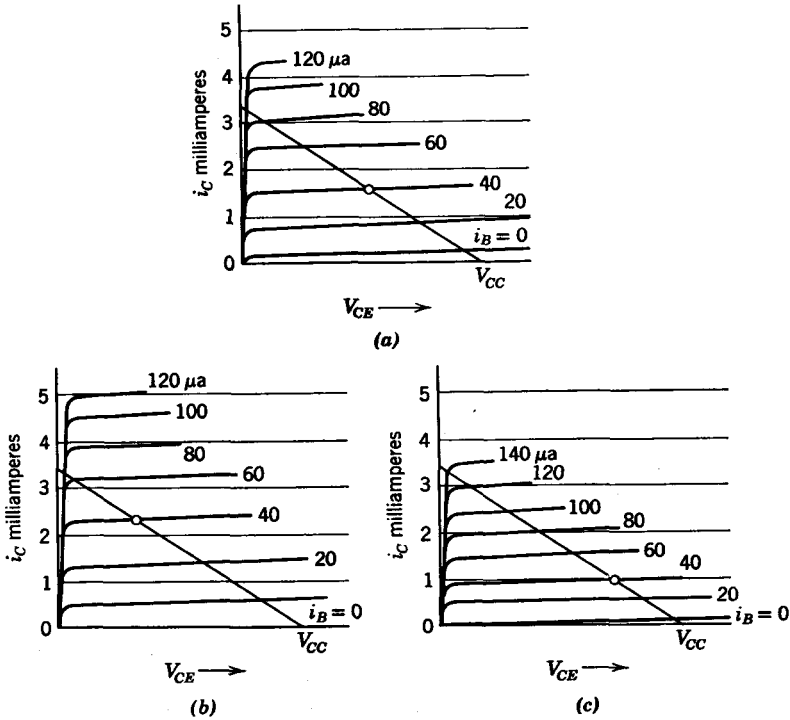 5
120 μa
4
100
80
3
60
2
40
20
1
i_B = 0
0
i_C milliamperes
V_CC
V_CE
(a)
5
120 μa
100
4
80
3
60
40
2
20
1
i_B = 0
0
i_C milliamperes
V_CC
V_CE
(b)
5
4
140 μa
3
120
100
2
80
60
40
1
20
i_B = 0
0
i_C milliamperes
V_CC
V_CE
(c)